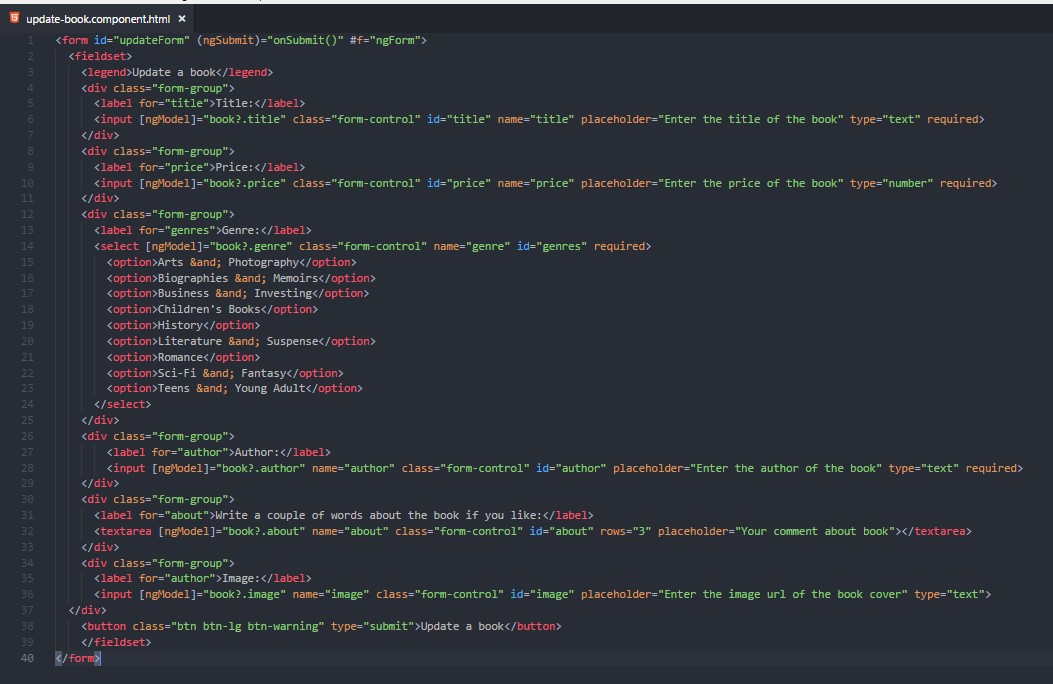 update-book.component.html ×
1 <form id="updateForm" (ngSubmit)="onSubmit()" #f="ngForm">
2 <fieldset>
3 <legend>Update a book</legend>
4 <div class="form-group">
5 <label for="title">Title:</label>
6 <input [ngModel]="book?.title" class="form-control" id="title" name="title" placeholder="Enter the title of the book" type="text" required>
7 </div>
8 <div class="form-group">
9 <label for="price">Price:</label>
10 <input [ngModel]="book?.price" class="form-control" id="price" name="price" placeholder="Enter the price of the book" type="number" required>
11 </div>
12 <div class="form-group">
13 <label for="genres">Genre:</label>
14 <select [ngModel]="book?.genre" class="form-control" name="genre" id="genres" required>
15 <option>Arts &and; Photography</option>
16 <option>Biographies &and; Memoirs</option>
17 <option>Business &and; Investing</option>
18 <option>Children's Books</option>
19 <option>History</option>
20 <option>Literature &and; Suspense</option>
21 <option>Romance</option>
22 <option>Sci-Fi &and; Fantasy</option>
23 <option>Teens &and; Young Adult</option>
24 </select>
25 </div>
26 <div class="form-group">
27 <label for="author">Author:</label>
28 <input [ngModel]="book?.author" name="author" class="form-control" id="author" placeholder="Enter the author of the book" type="text" required>
29 </div>
30 <div class="form-group">
31 <label for="about">Write a couple of words about the book if you like:</label>
32 <textarea [ngModel]="book?.about" name="about" class="form-control" id="about" rows="3" placeholder="Your comment about book"></textarea>
33 </div>
34 <div class="form-group">
35 <label for="author">Image:</label>
36 <input [ngModel]="book?.image" name="image" class="form-control" id="image" placeholder="Enter the image url of the book cover" type="text">
37 </div>
38 <button class="btn btn-lg btn-warning" type="submit">Update a book</button>
39 </fieldset>
40 </form>